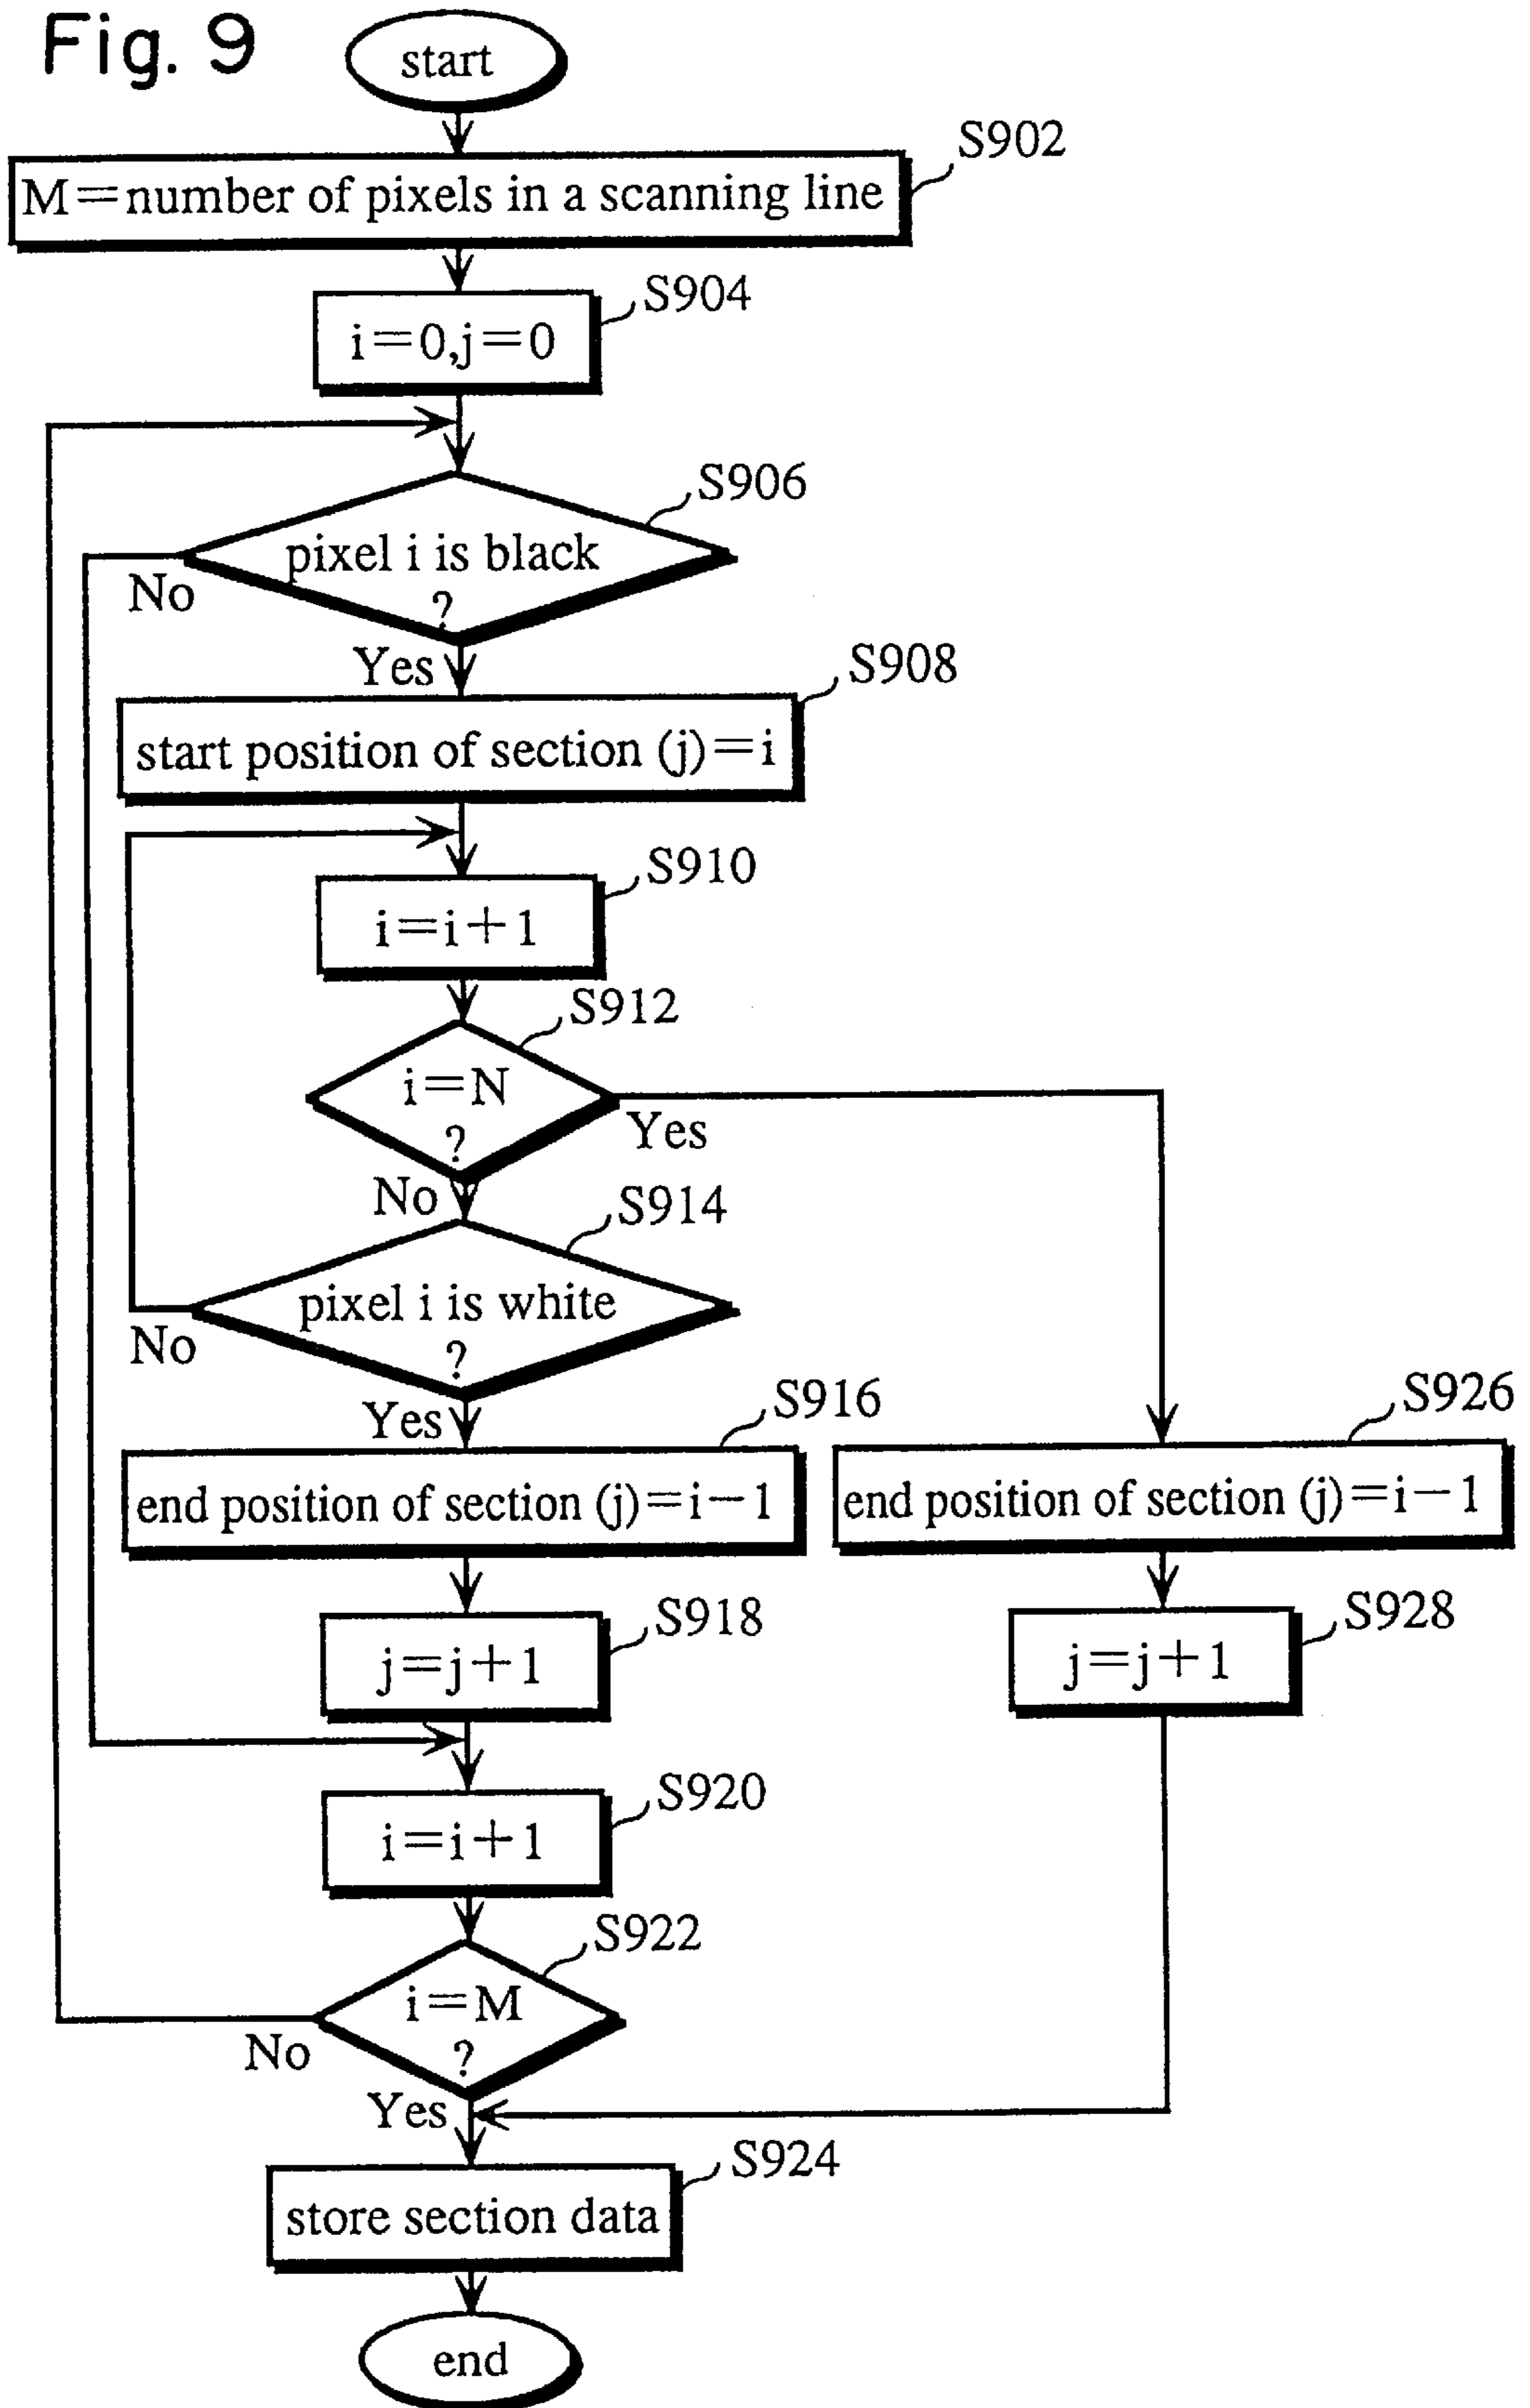 Fig. 9
start
S902
M=number of pixels in a scanning line
S904
i=0,j=0
S906
pixel i is black
?
No
Yes
S908
start position of section (j)=i
S910
i=i+1
S912
i=N
?
Yes
No
S914
pixel i is white
?
No
Yes
S916
end position of section (j)=i-1
S926
end position of section (j)=i-1
S918
j=j+1
S928
j=j+1
S920
i=i+1
S922
i=M
?
No
Yes
S924
store section data
end